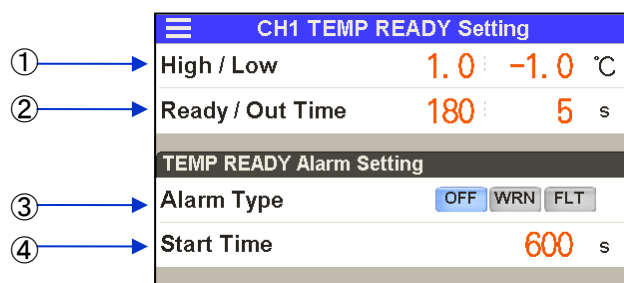 CH1 TEMP READY Setting
① High / Low 1.0 -1.0 ℃
② Ready / Out Time 180 5 s
TEMP READY Alarm Setting
③ Alarm Type OFF WRN FLT
④ Start Time 600 s